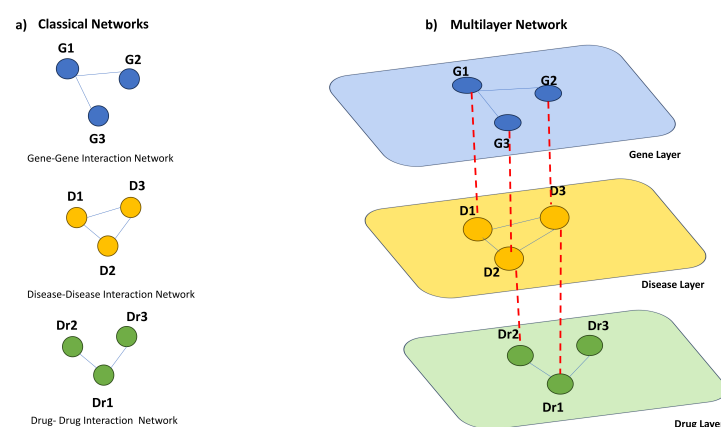 a) Classical Networks
G1
G2
G3
Gene-Gene Interaction Network
D1
D3
D2
Disease-Disease Interaction Network
Dr2
Dr3
Dr1
Drug- Drug Interaction Network
b) Multilayer Network
G1
G2
G3
Gene Layer
D1
D3
D2
Disease Layer
Dr2
Dr3
Dr1
Drug Laye